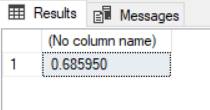 Results Messages
(No column name)
1 0.685950